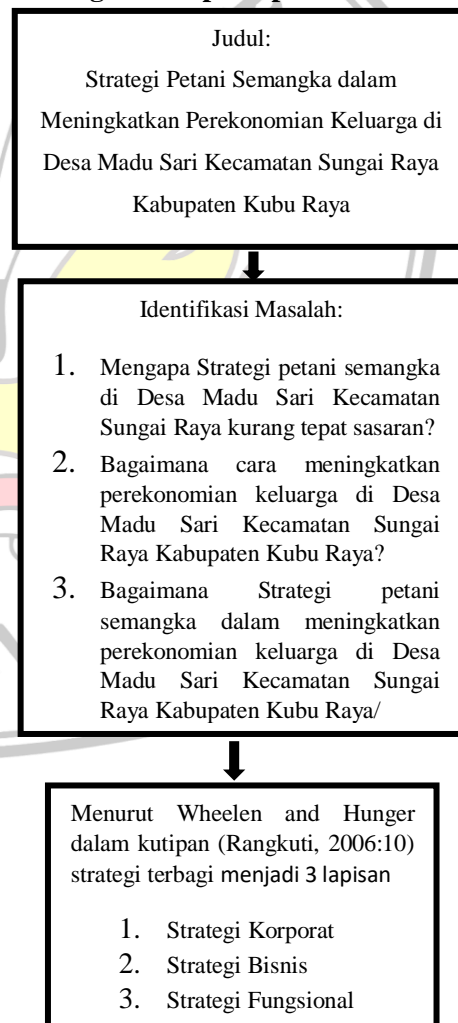 Judul:
Strategi Petani Semangka dalam
Meningkatkan Perekonomian Keluarga di
Desa Madu Sari Kecamatan Sungai Raya
Kabupaten Kubu Raya
Identifikasi Masalah:
1. Mengapa Strategi petani semangka
di Desa Madu Sari Kecamatan
Sungai Raya kurang tepat sasaran?
2. Bagaimana cara meningkatkan
perekonomian keluarga di Desa
Madu Sari Kecamatan Sungai
Raya Kabupaten Kubu Raya?
3. Bagaimana Strategi petani
semangka dalam meningkatkan
perekonomian keluarga di Desa
Madu Sari Kecamatan Sungai
Raya Kabupaten Kubu Raya/
Menurut Wheelen and Hunger
dalam kutipan (Rangkuti, 2006:10)
strategi terbagi menjadi 3 lapisan
1. Strategi Korporat
2. Strategi Bisnis
3. Strategi Fungsional